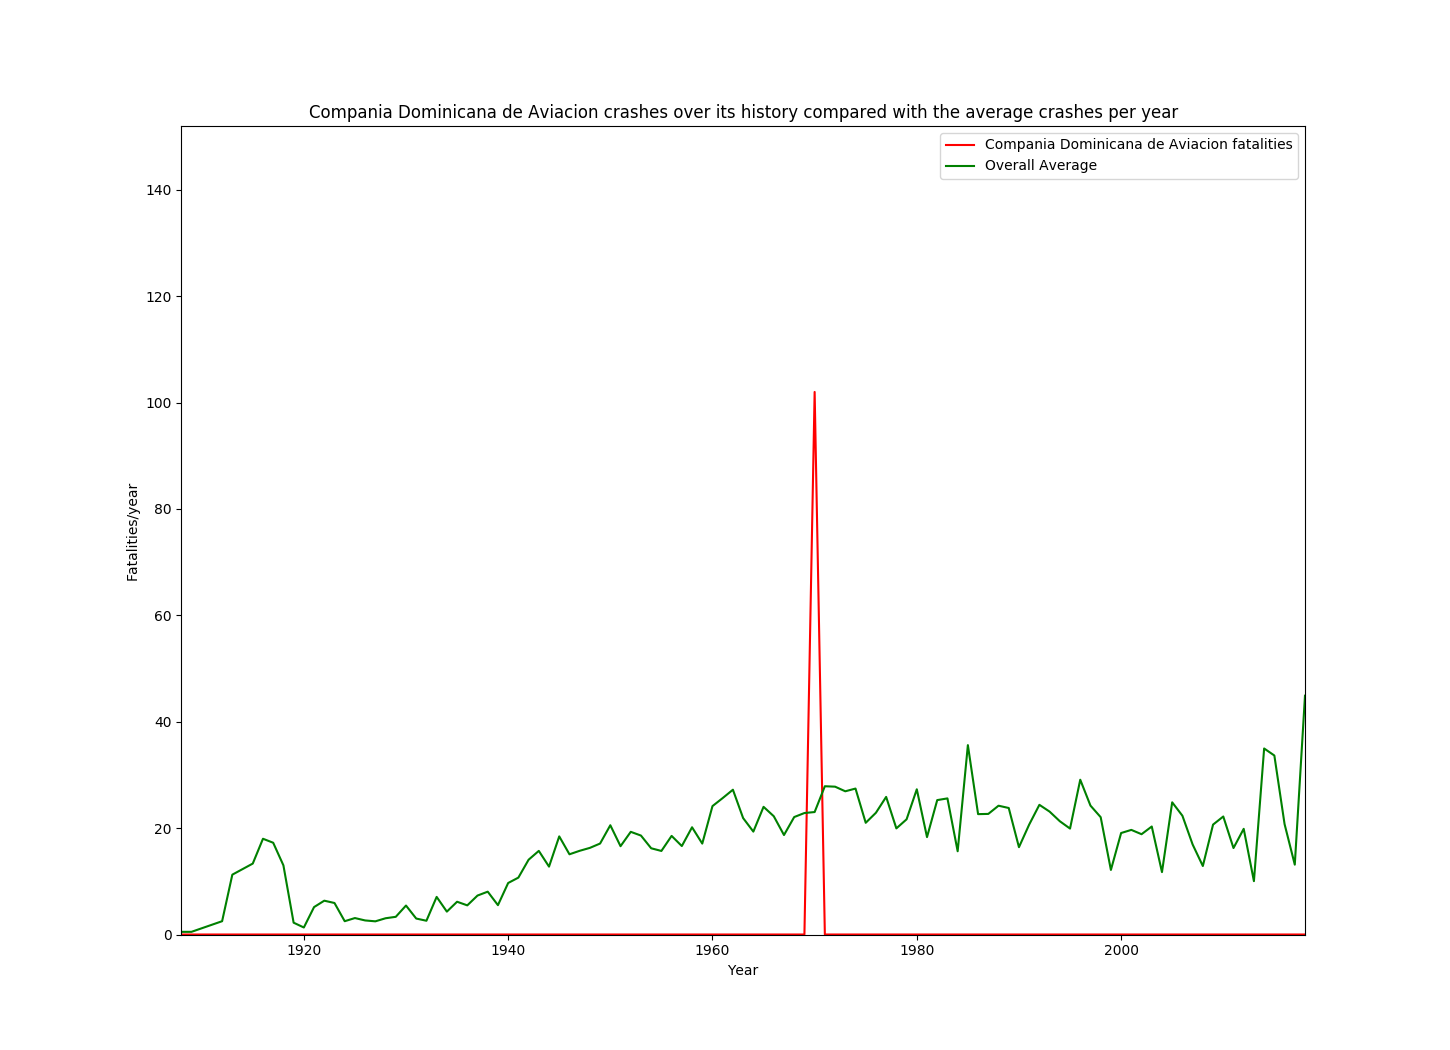 Compania Dominicana de Aviacion crashes over its history compared with the average crashes per year
Compania Dominicana de Aviacion fatalities
Overall Average
140
120
100
80
60
40
20
0
Fatalities/year
1920 1940 1960 1980 2000
Year